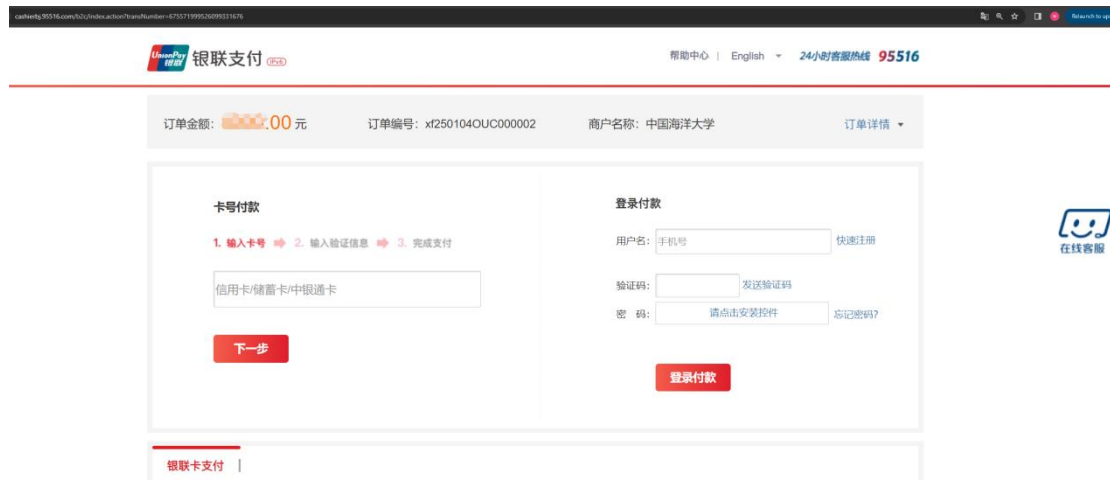 cashiertq.95516.com/b2c/index.action?transNumber=675571999526099331676
Relaunch to up
UnionPay 银联 银联支付 IPv6
帮助中心 | English 24小时客服热线 95516
订单金额: .00 元 订单编号: xf250104OUC000002 商户名称: 中国海洋大学 订单详情
卡号付款
1. 输入卡号 2. 输入验证信息 3. 完成支付
信用卡/储蓄卡/中银通卡
下一步
登录付款
用户名: 手机号 快速注册
验证码: 发送验证码
密 码: 请点击安装控件 忘记密码?
登录付款
在线客服
银联卡支付 |